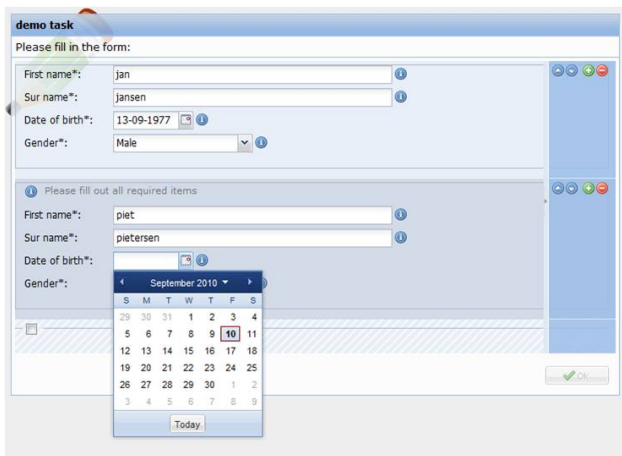 demo task
Please fill in the form:
First name*: jan
Sur name*: jansen
Date of birth*: 13-09-1977
Gender*: Male
Please fill out all required items
First name*: piet
Sur name*: pietersen
Date of birth*:
Gender*:
September 2010
S M T W T F S
29 30 31 1 2 3 4
5 6 7 8 9 10 11
12 13 14 15 16 17 18
19 20 21 22 23 24 25
26 27 28 29 30 1 2
3 4 5 6 7 8 9
Today
Ok